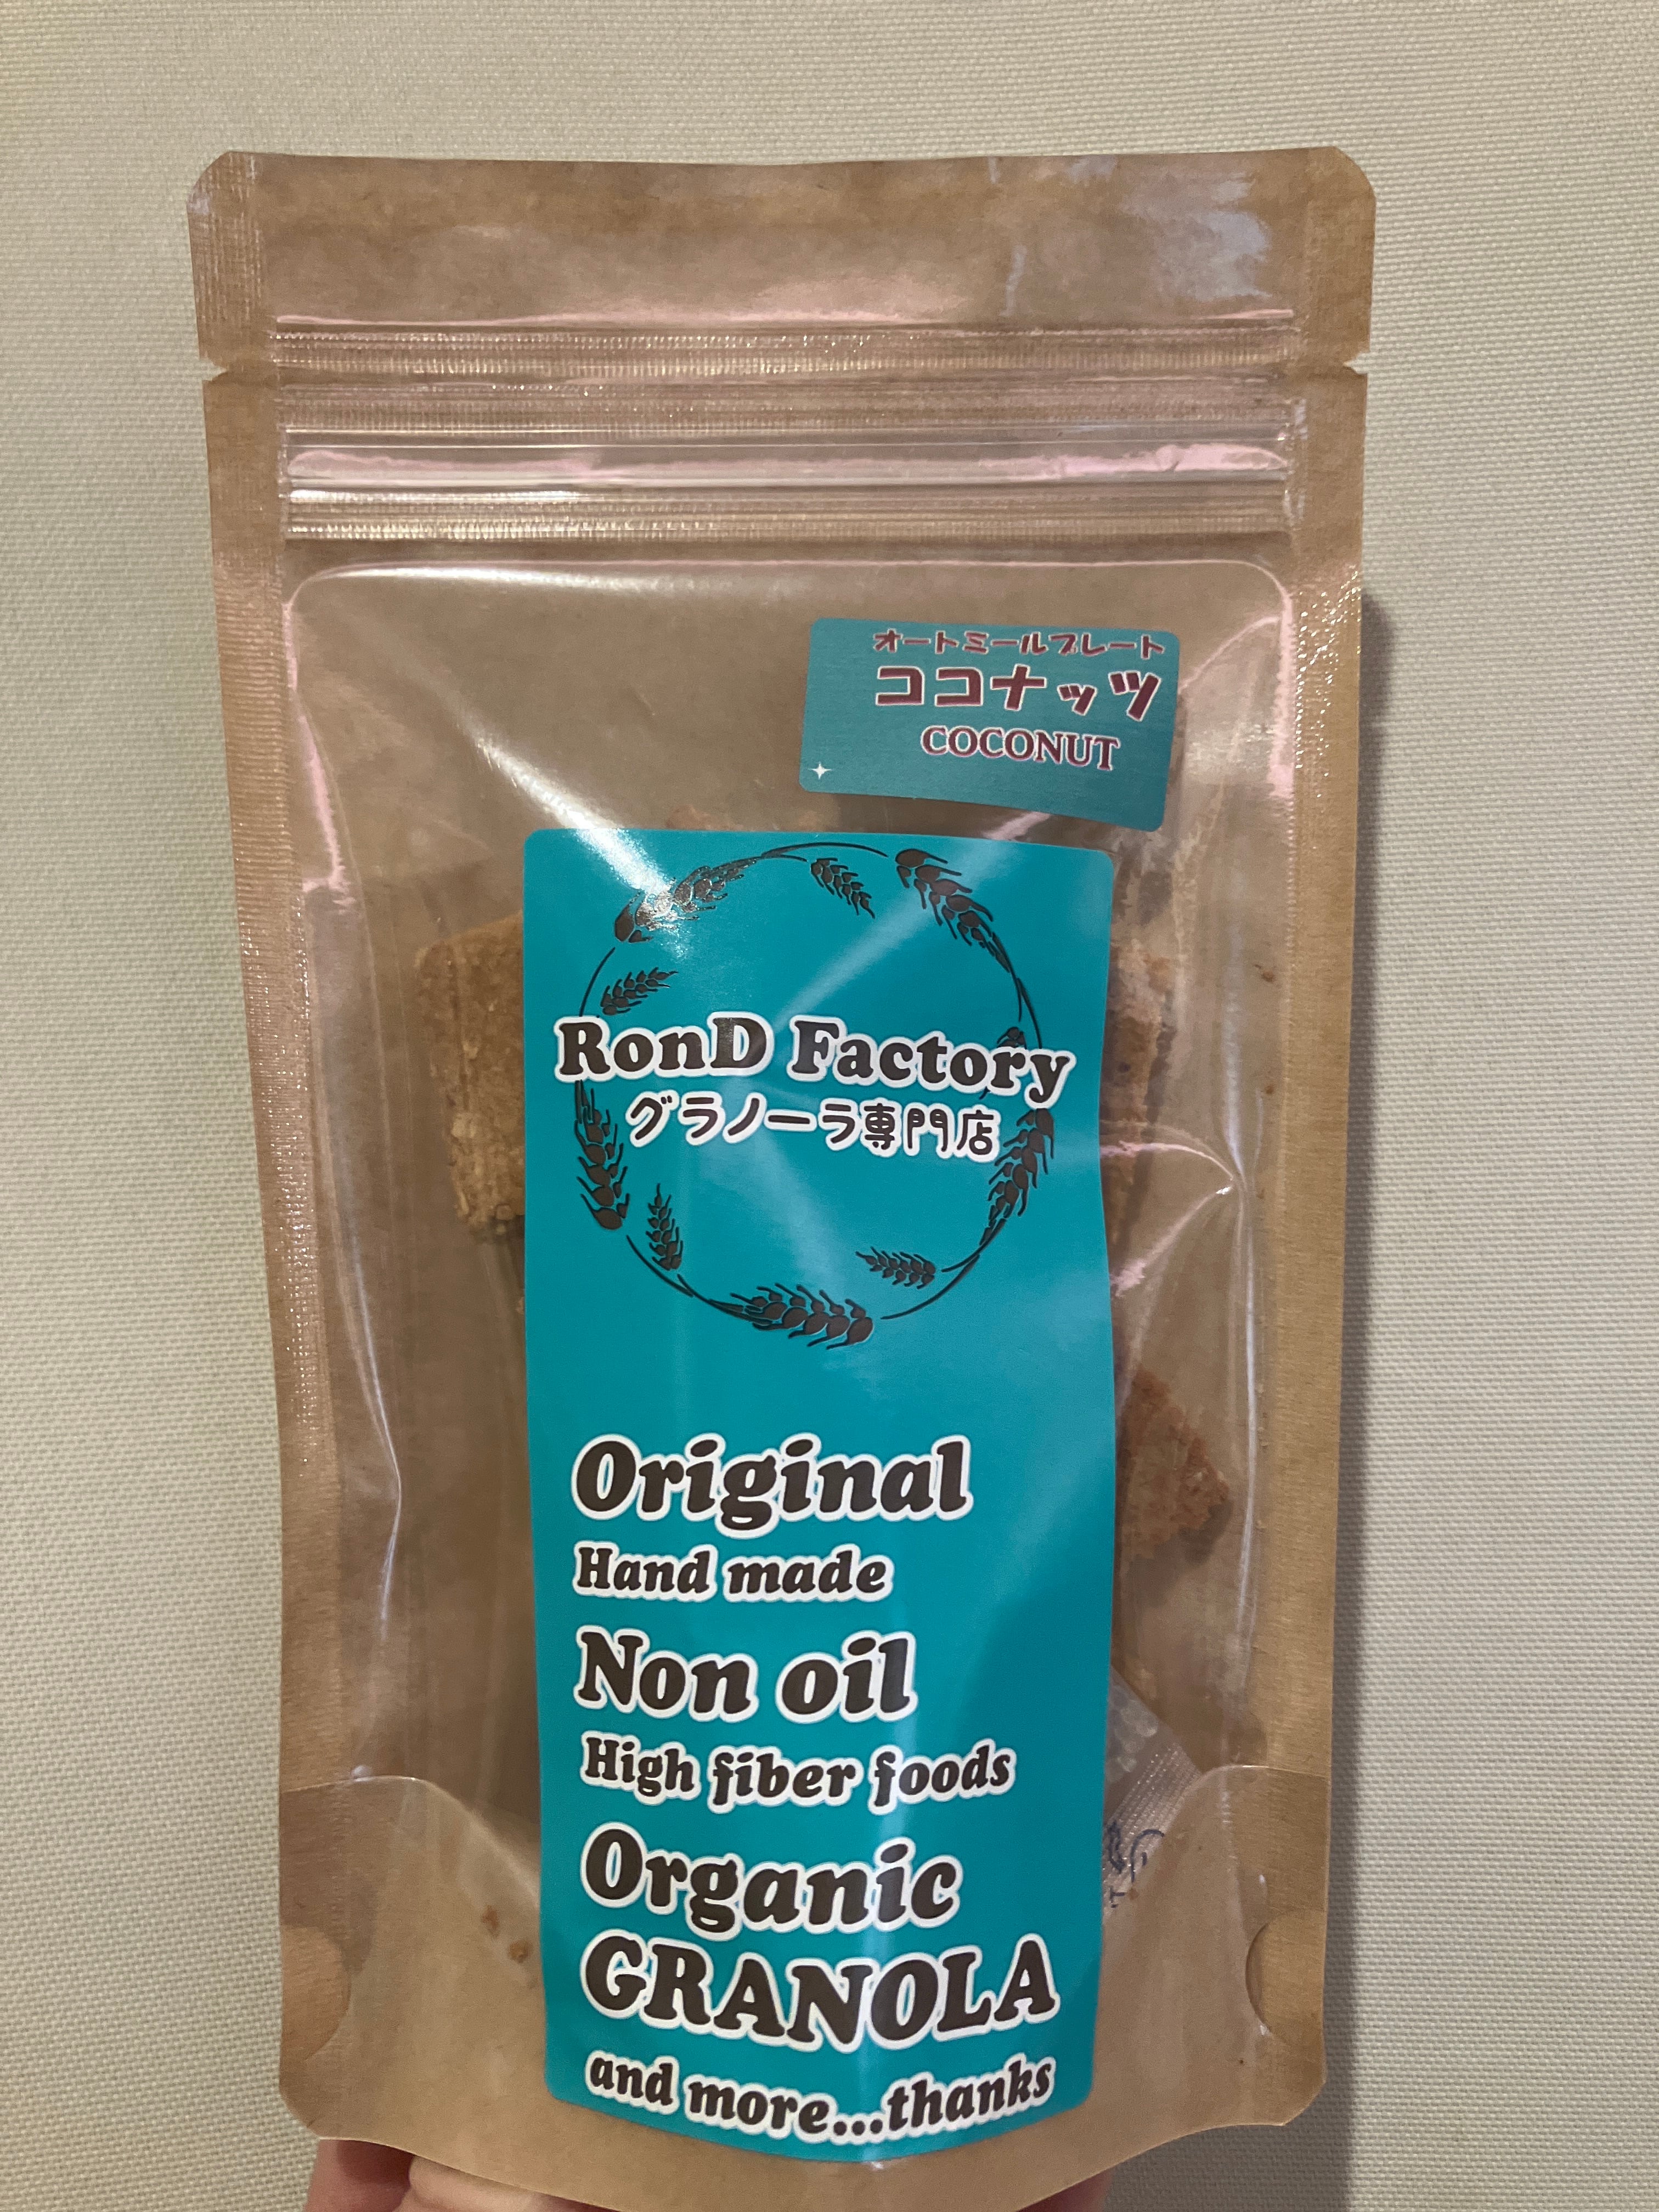 オートミールプレート
ココナッツ
COCONUT
RonD Factory
グラノーラ専門店
Original
Hand made
Non oil
High fiber foods
Organic
GRANOLA
and more...thanks